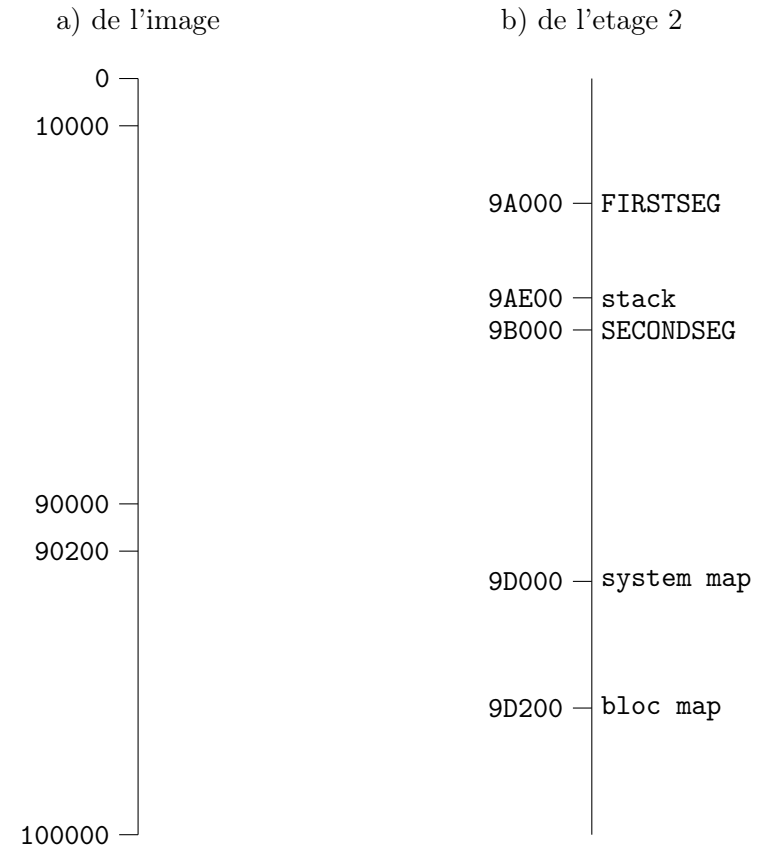 a) de l'image
0
10000
90000
90200
100000
b) de l'etage 2
9A000 FIRSTSEG
9AE00 stack
9B000 SECONDSEG
9D000 system map
9D200 bloc map